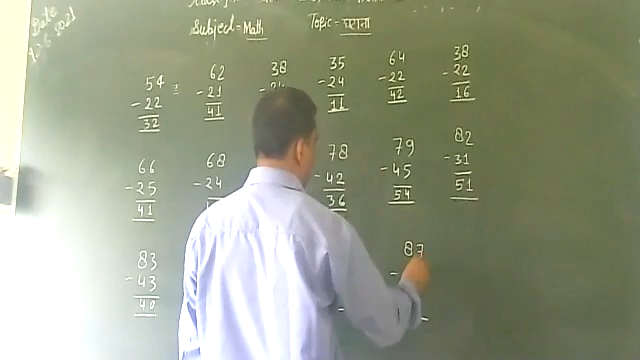 Date
Subject = Math Topic - घटाना
54 = 62 38 35 64 38
-22 -21 -24 -22 -22
32 41 11 42 16
66 68 78 79 82
-25 -24 -42 -45 -31
41 36 54 51
83 87
-43 -
40